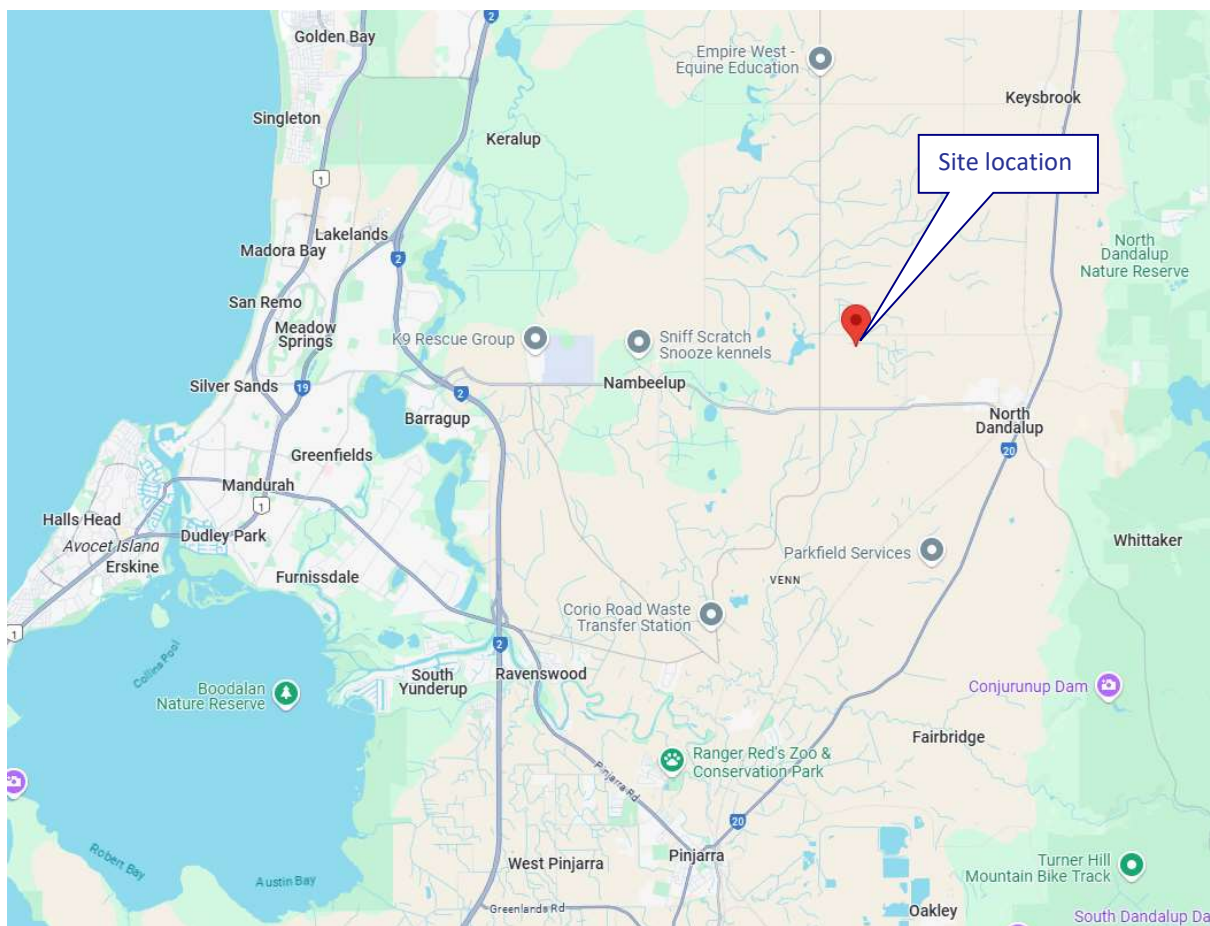 2
Golden Bay
Empire West -
Equine Education
Keysbrook
Singleton
Keralup
Site location
1
Lakelands
Madora Bay
2
North
Dandalup
Nature Reserve
San Remo
Meadow
Springs
K9 Rescue Group
Sniff Scratch
Snooze kennels
Silver Sands
19
2
Nambeelup
Barragup
North
Dandalup
20
Greenfields
Mandurah
1
Halls Head
Avocet Island
Dudley Park
Erskine
Furnissdale
Parkfield Services
Whittaker
VENN
Corio Road Waste
Transfer Station
1
2
Collins Pool
South
Yunderup
Ravenswood
Boodalan
Nature Reserve
Conjurunup Dam
Fairbridge
Ranger Red's Zoo &
Conservation Park
Pinjarra Rd
20
Robert Bay
Austin Bay
West Pinjarra
Pinjarra
Turner Hill
Mountain Bike Track
Greenlands Rd
Oakley
South Dandalup Da